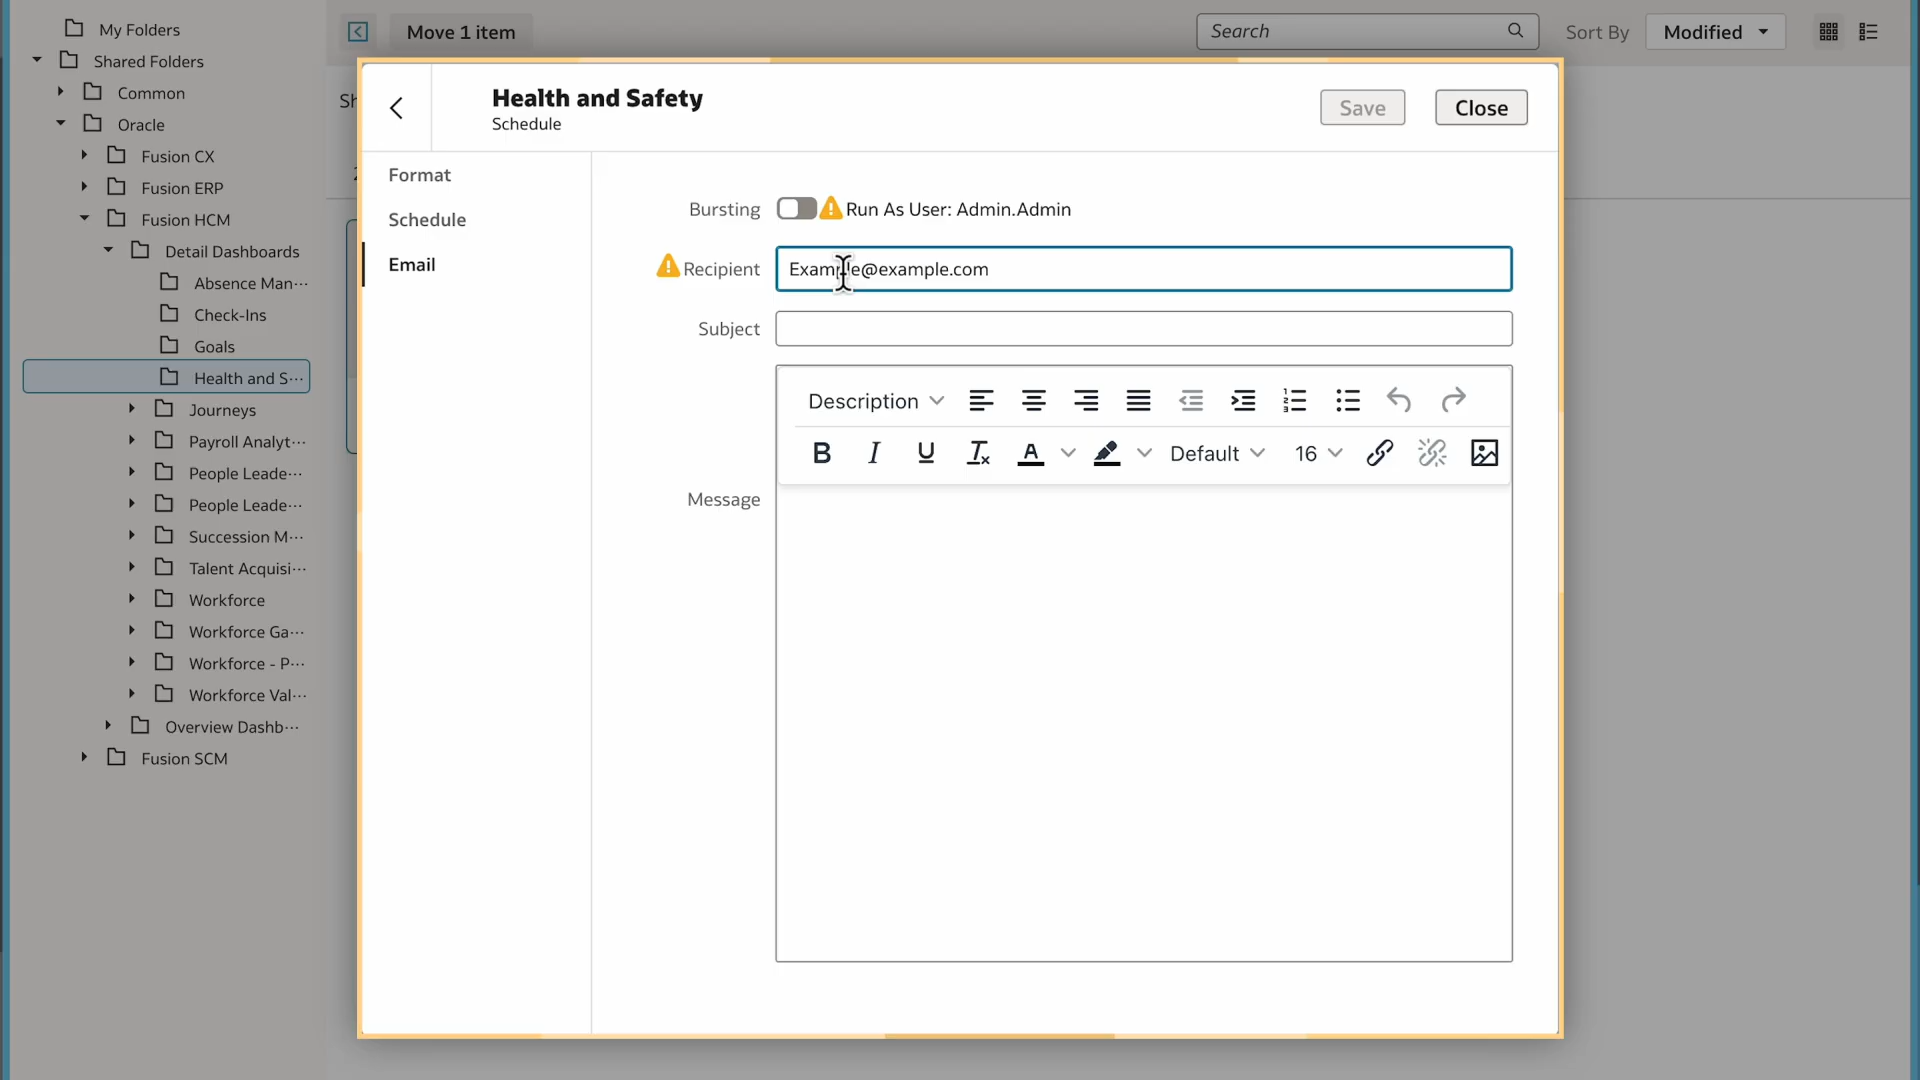 My Folders
Shared Folders
Common
Oracle
Fusion CX
Fusion ERP
Fusion HCM
Detail Dashboards
Absence Man···
Check-Ins
Goals
Health and S···
Journeys
Payroll Analyt···
People Leade···
People Leade···
Succession M···
Talent Acquisi···
Workforce
Workforce Ga···
Workforce - P···
Workforce Val···
Overview Dashb···
Fusion SCM
Move 1 item
Search
Sort By
Modified
Health and Safety
Schedule
Save
Close
Format
Schedule
Email
Bursting
Run As User: Admin.Admin
Recipient
Example@example.com
Subject
Description
B I U Tx A Default 16
Message